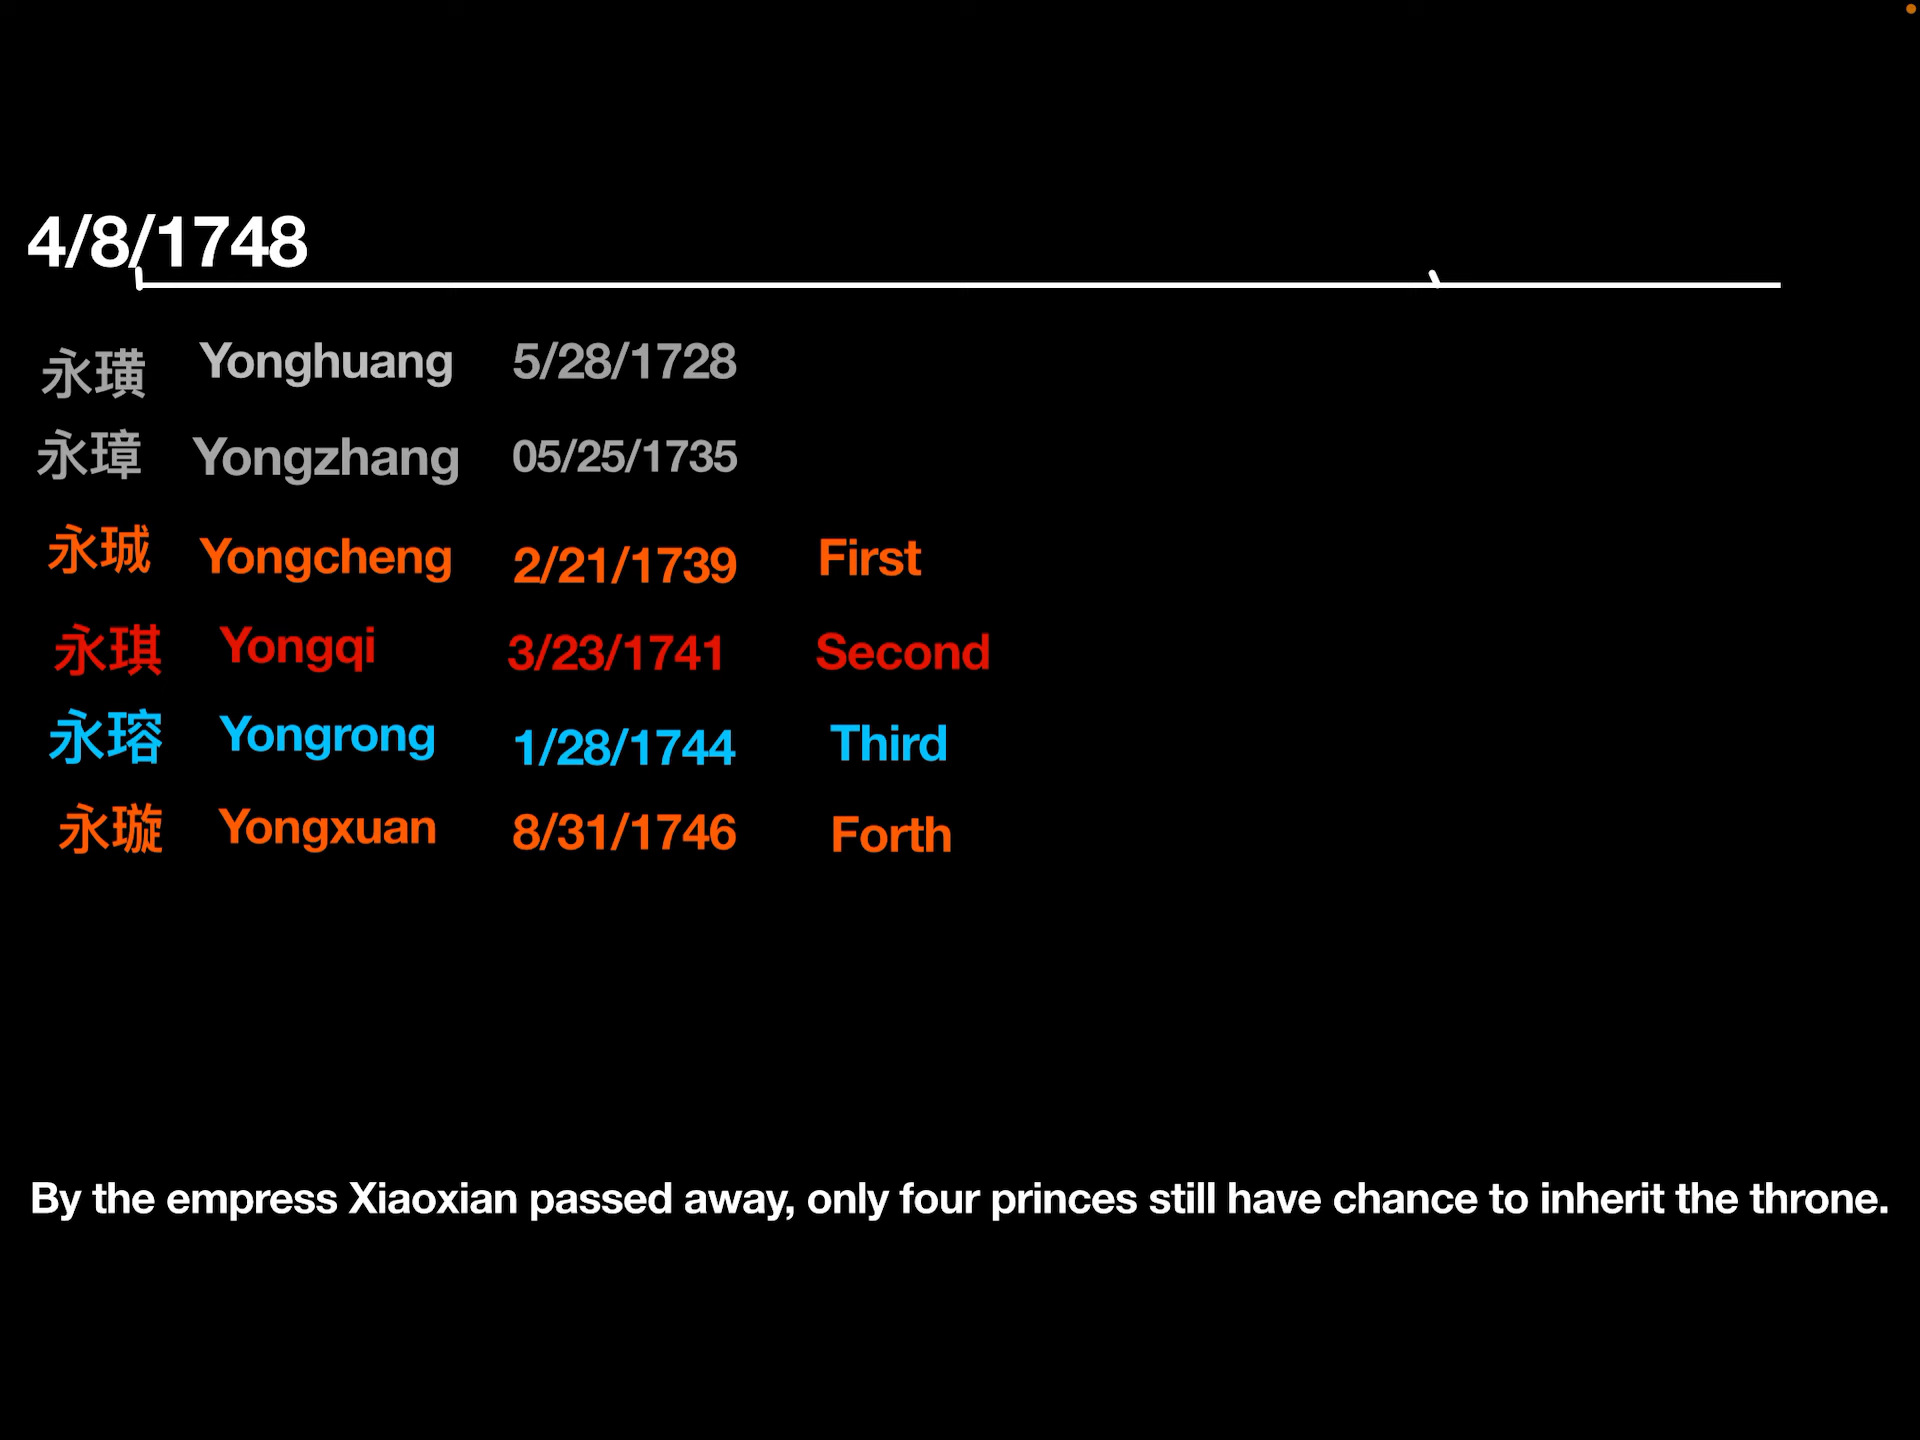 4/8/1748
永璜 Yonghuang 5/28/1728
永璋 Yongzhang 05/25/1735
永珹 Yongcheng 2/21/1739 First
永琪 Yongqi 3/23/1741 Second
永瑢 Yongrong 1/28/1744 Third
永璇 Yongxuan 8/31/1746 Forth
By the empress Xiaoxian passed away, only four princes still have chance to inherit the throne.